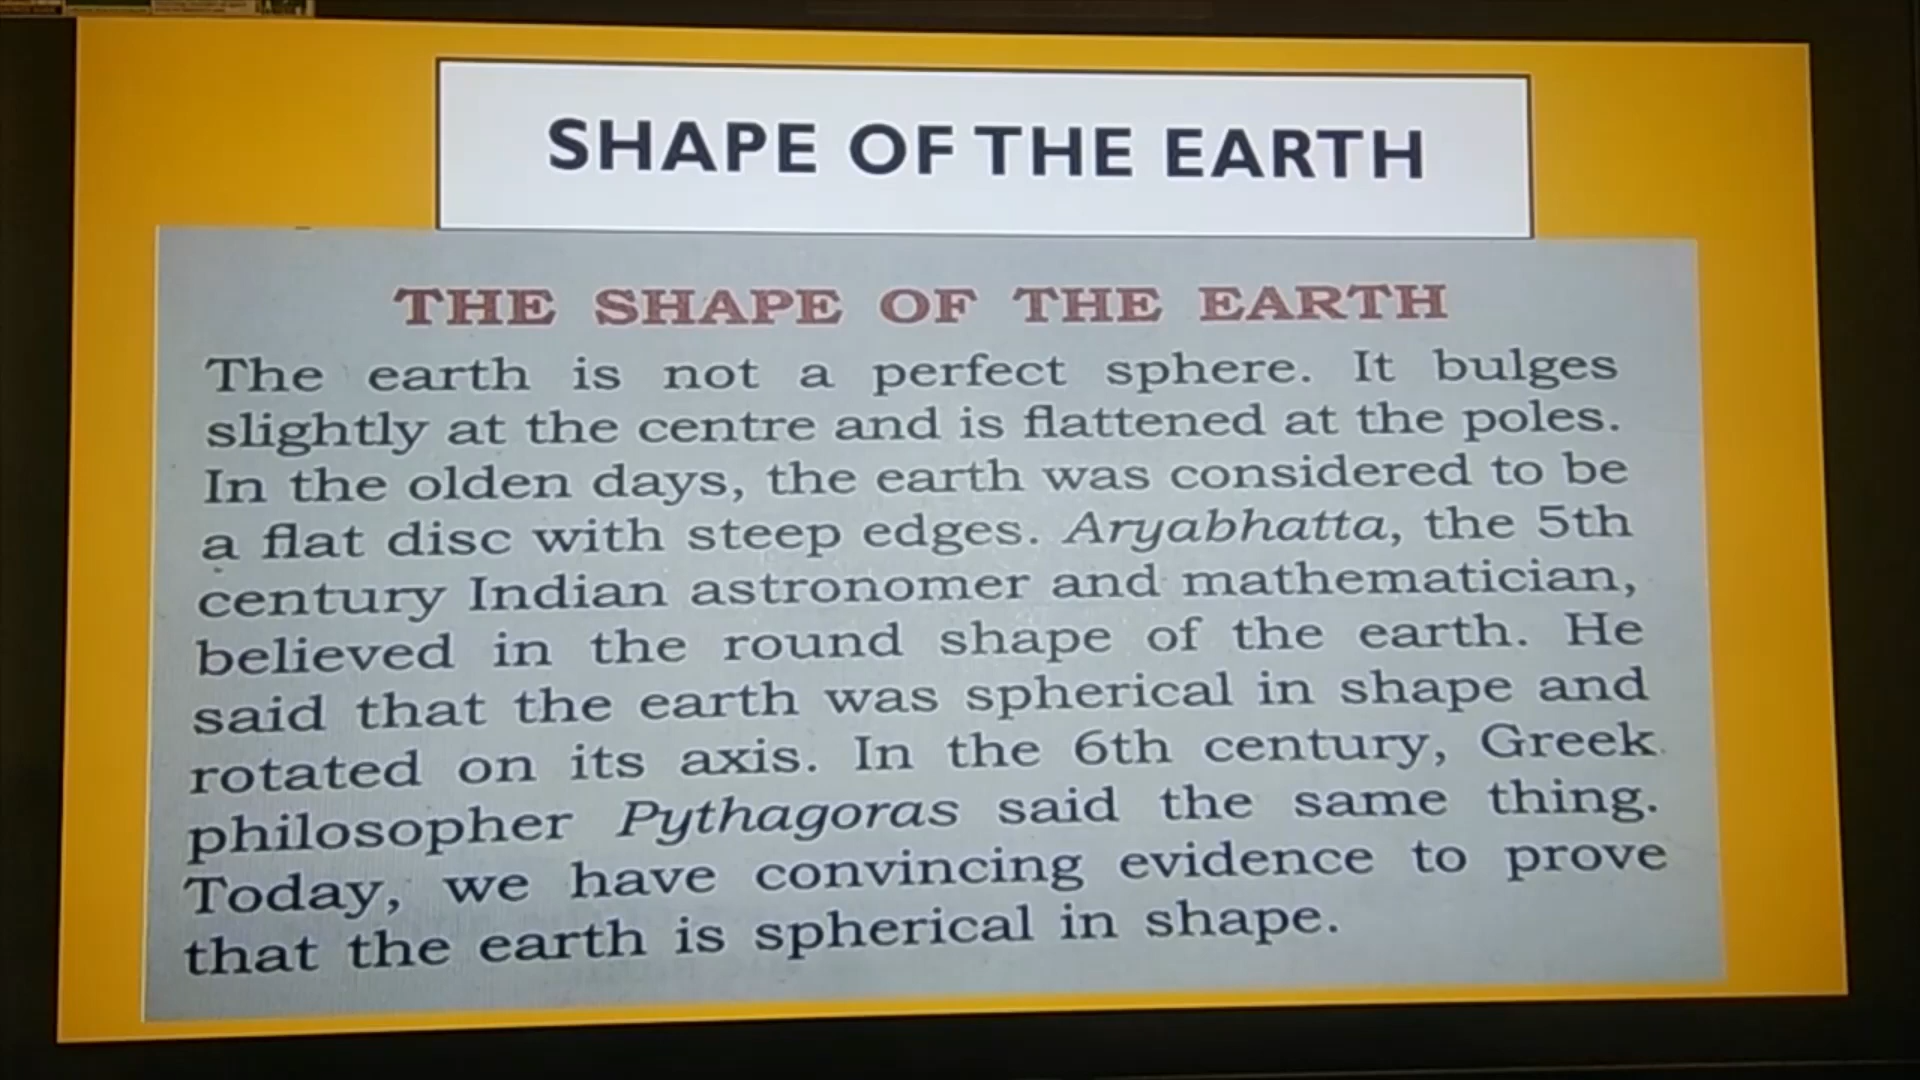 SHAPE OF THE EARTH
THE SHAPE OF THE EARTH
The earth is not a perfect sphere. It bulges
slightly at the centre and is flattened at the poles.
In the olden days, the earth was considered to be
a flat disc with steep edges. Aryabhatta, the 5th
century Indian astronomer and mathematician,
believed in the round shape of the earth. He
said that the earth was spherical in shape and
rotated on its axis. In the 6th century, Greek
philosopher Pythagoras said the same thing.
Today, we have convincing evidence to prove
that the earth is spherical in shape.